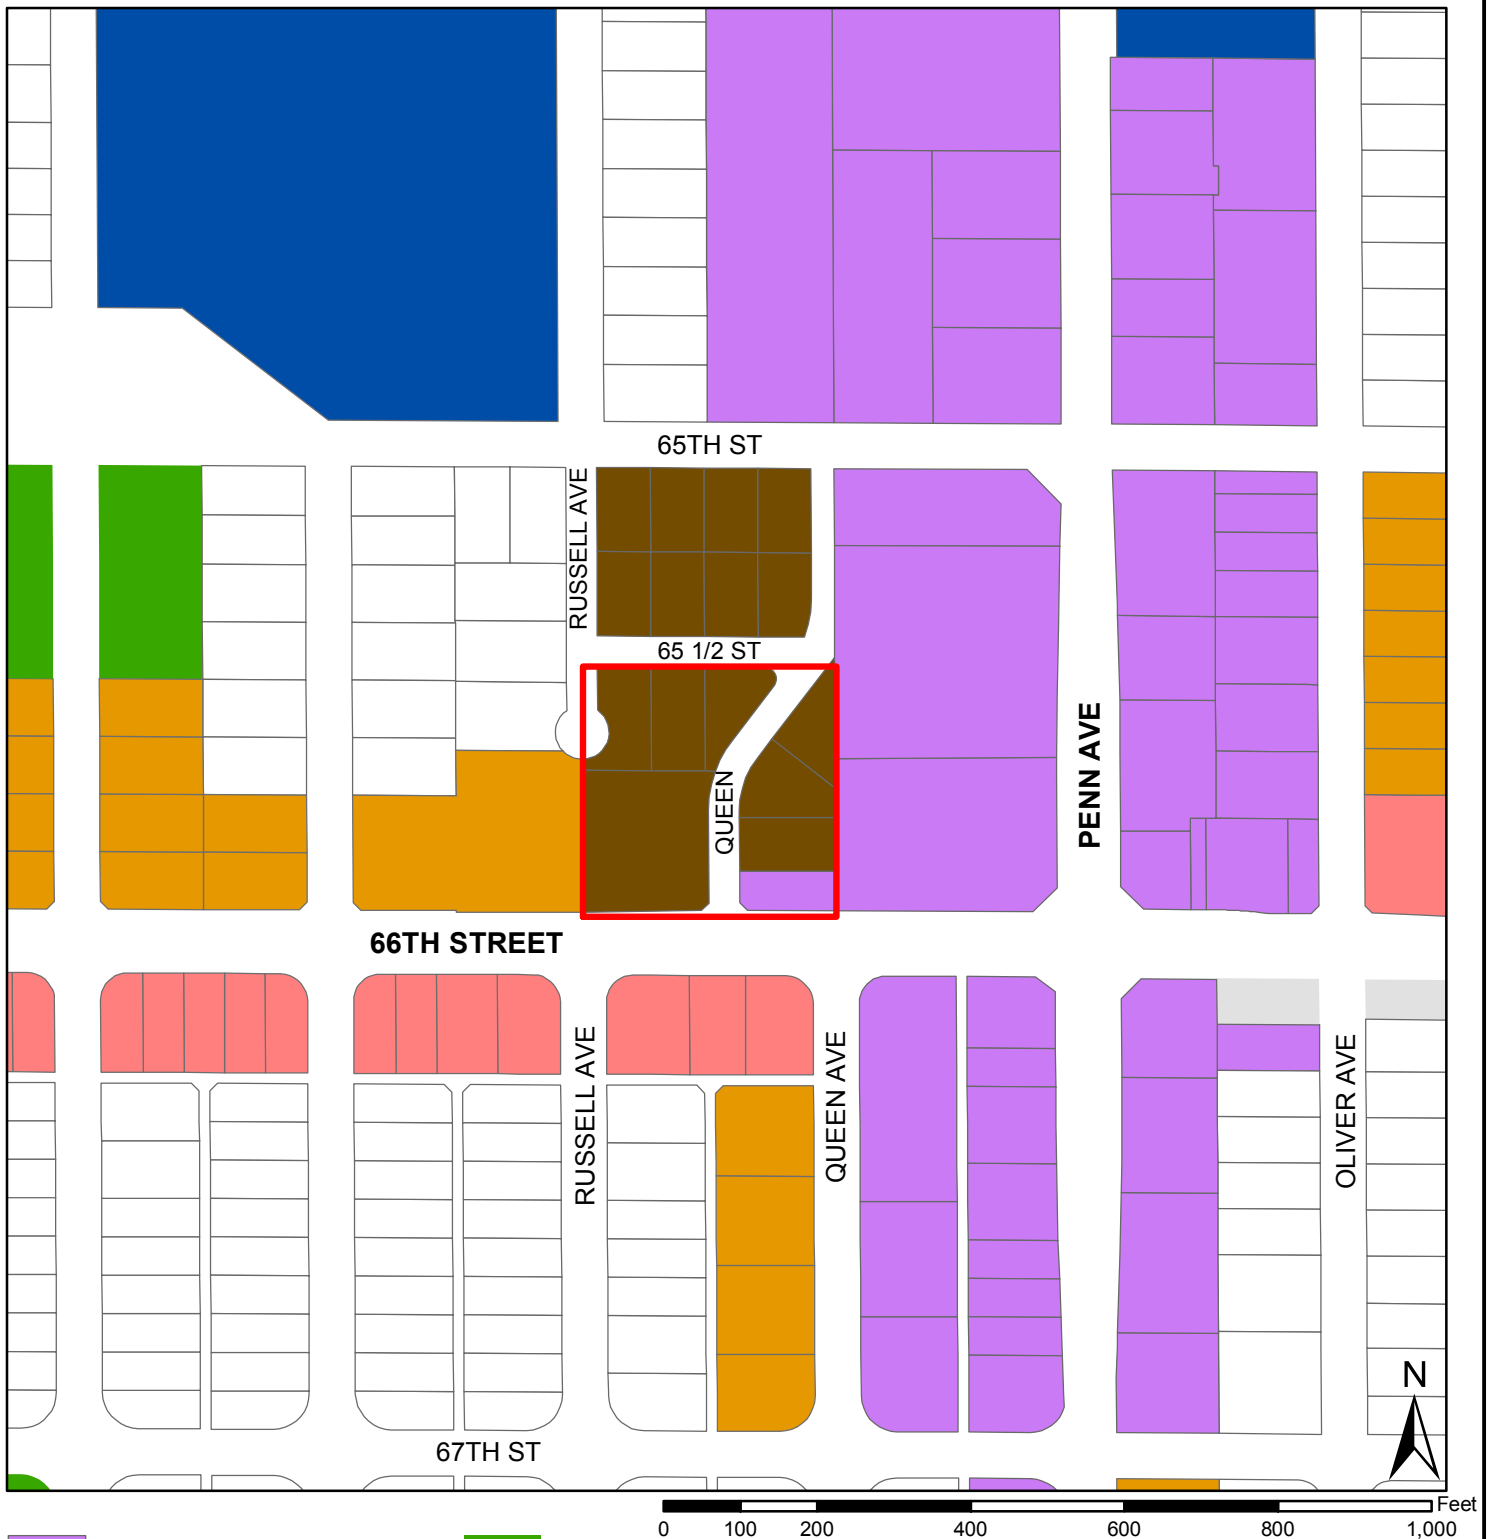 65TH ST
RUSSELL AVE
65 1/2 ST
PENN AVE
QUEEN
66TH STREET
RUSSELL AVE
QUEEN AVE
OLIVER AVE
N
67TH ST
Feet
0 100 200 400 600 800 1,000